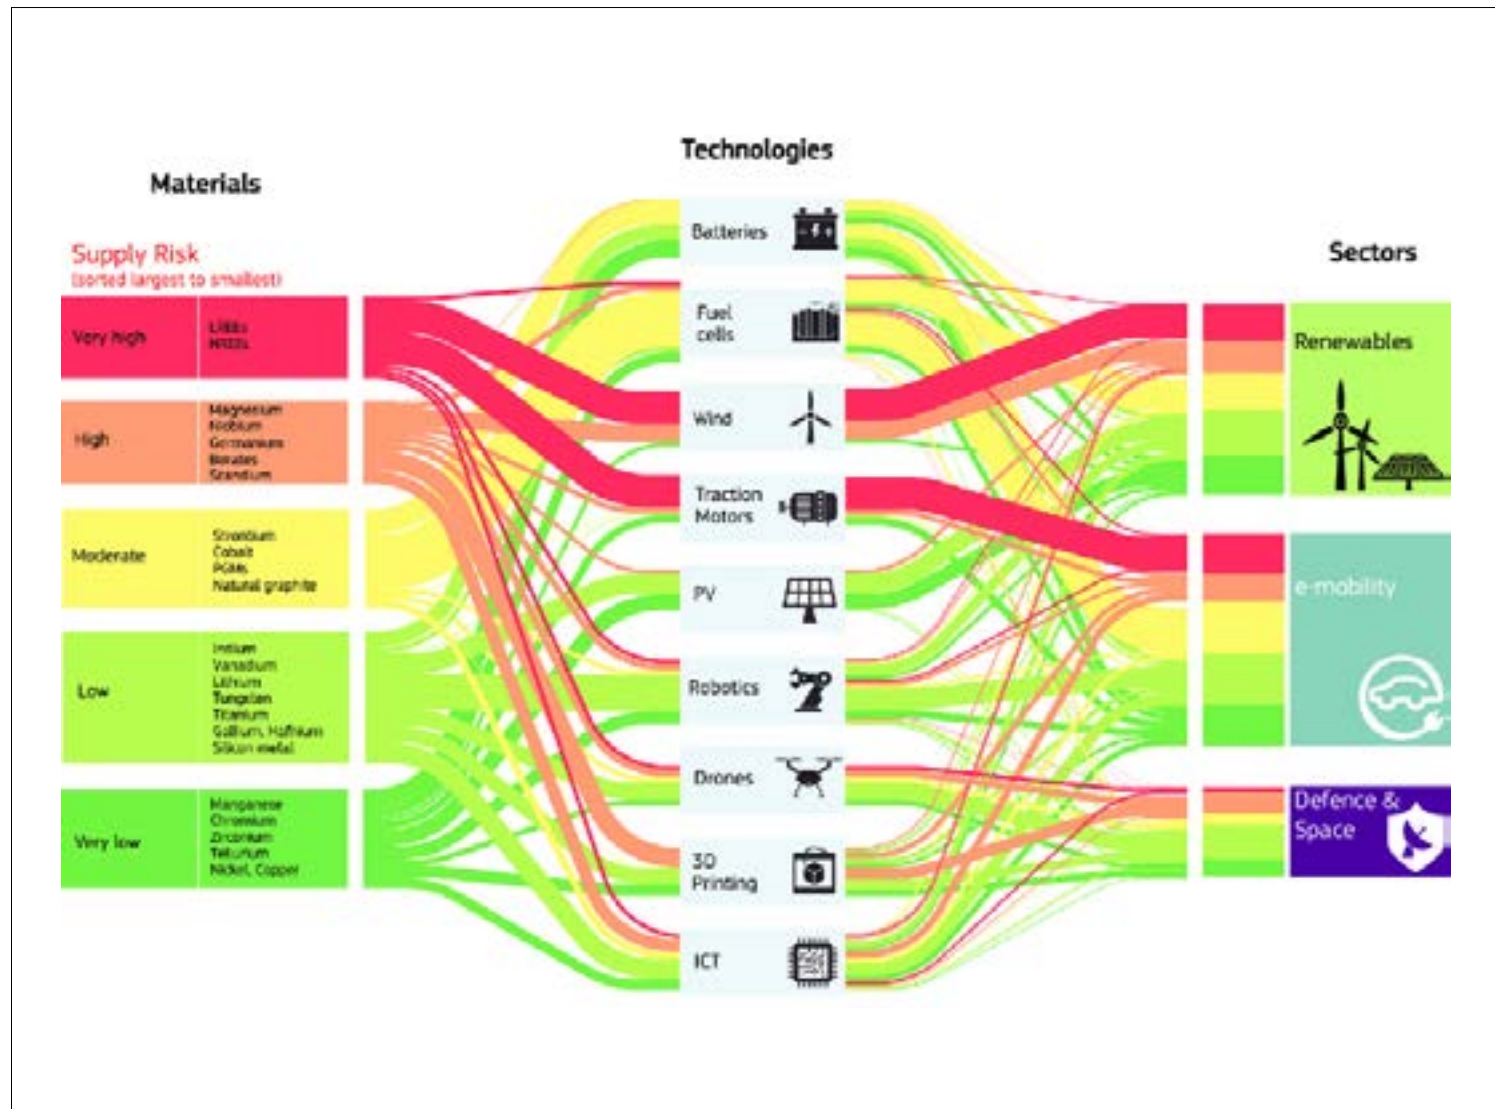 Technologies
Materials
Supply Risk
(sorted largest to smallest)
Sectors
Very high
LREEs
HREEs
High
Magnesium
Niobium
Germanium
Borates
Scandium
Moderate
Strontium
Cobalt
PGMs
Natural graphite
Low
Indium
Vanadium
Lithium
Tungsten
Titanium
Gallium, Hafnium
Silicon metal
Very low
Manganese
Chromium
Zirconium
Tellurium
Nickel, Copper
Batteries
Fuel
cells
Wind
Traction
Motors
PV
Robotics
Drones
3D
Printing
ICT
Renewables
e-mobility
Defence &
Space